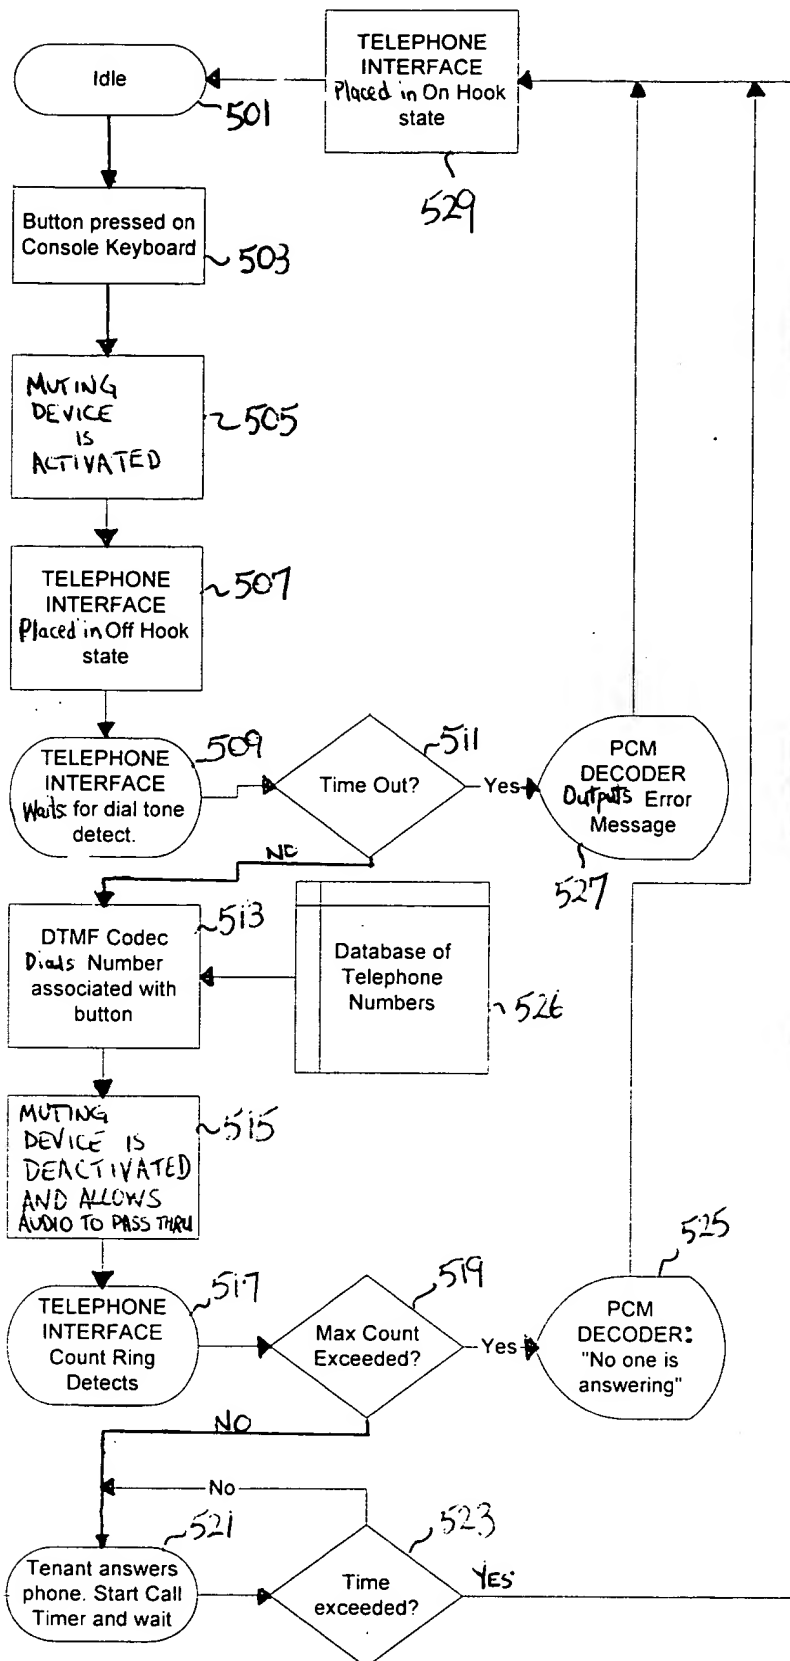 TELEPHONE
INTERFACE
Placed in On Hook
state
529
Idle
501
Button pressed on
Console Keyboard
503
MUTING
DEVICE
IS
ACTIVATED
505
TELEPHONE
INTERFACE
Placed in Off Hook
state
507
TELEPHONE
INTERFACE
Waits for dial tone
detect.
509
Time Out?
511
Yes
PCM
DECODER
Outputs Error
Message
527
NO
DTMF Codec
Dials Number
associated with
button
513
Database of
Telephone
Numbers
526
MUTING
DEVICE IS
DEACTIVATED
AND ALLOWS
AUDIO TO PASS THRU
515
TELEPHONE
INTERFACE
Count Ring
Detects
517
Max Count
Exceeded?
519
Yes
PCM
DECODER:
"No one is
answering"
525
NO
No
Tenant answers
phone. Start Call
Timer and wait
521
Time
exceeded?
523
YES